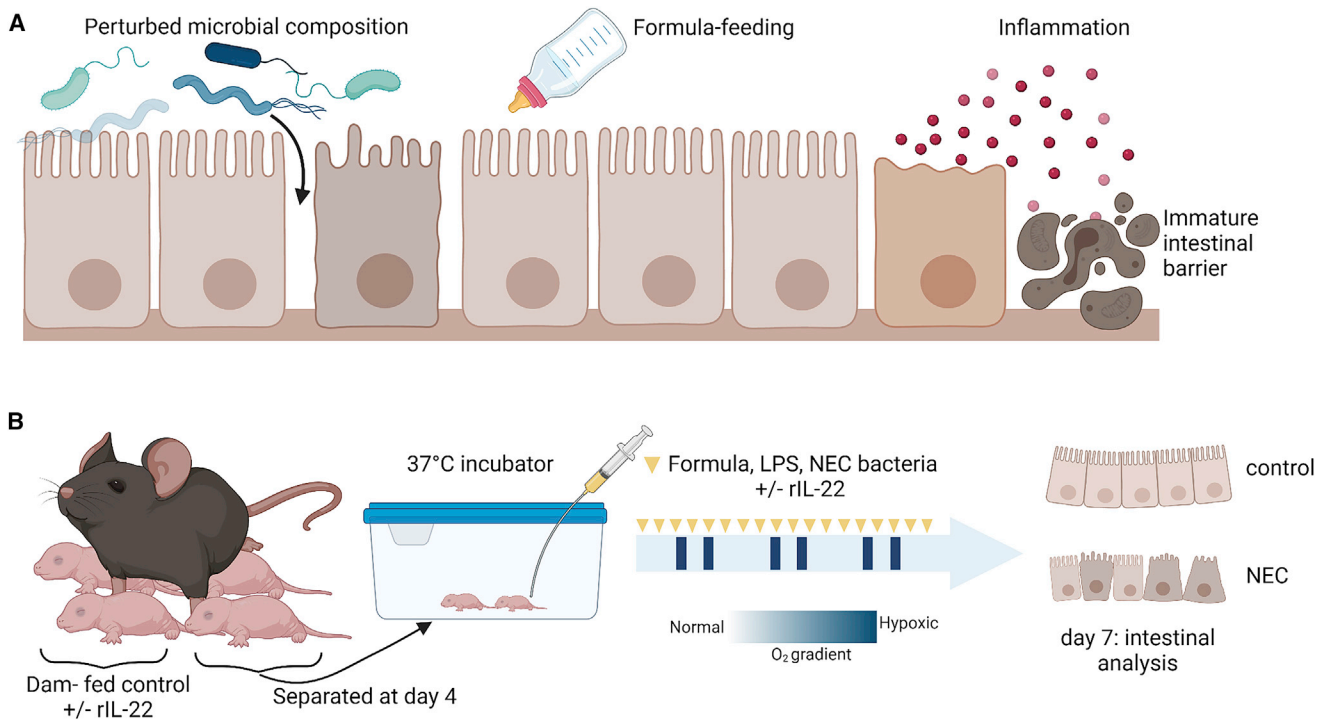 A
Perturbed microbial composition
Formula-feeding
Inflammation
Immature
intestinal
barrier
B
37°C incubator
Formula, LPS, NEC bacteria
+/- rIL-22
control
NEC
Normal
Hypoxic
O₂ gradient
day 7: intestinal
analysis
Dam- fed control
+/- rIL-22
Separated at day 4